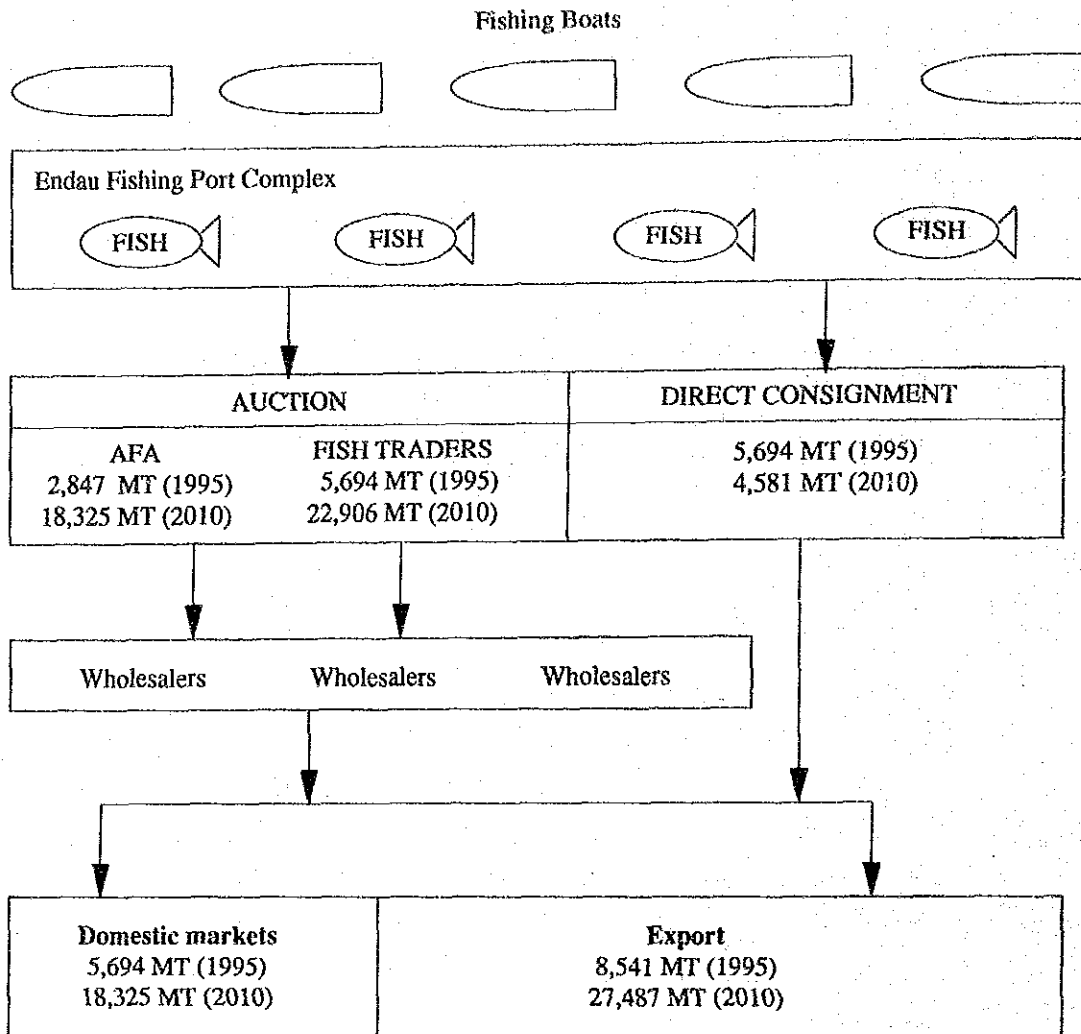 Fishing Boats
Endau Fishing Port Complex
FISH FISH FISH FISH
AUCTION
DIRECT CONSIGNMENT
AFA
2,847 MT (1995)
18,325 MT (2010)
FISH TRADERS
5,694 MT (1995)
22,906 MT (2010)
5,694 MT (1995)
4,581 MT (2010)
Wholesalers Wholesalers Wholesalers
Domestic markets
5,694 MT (1995)
18,325 MT (2010)
Export
8,541 MT (1995)
27,487 MT (2010)